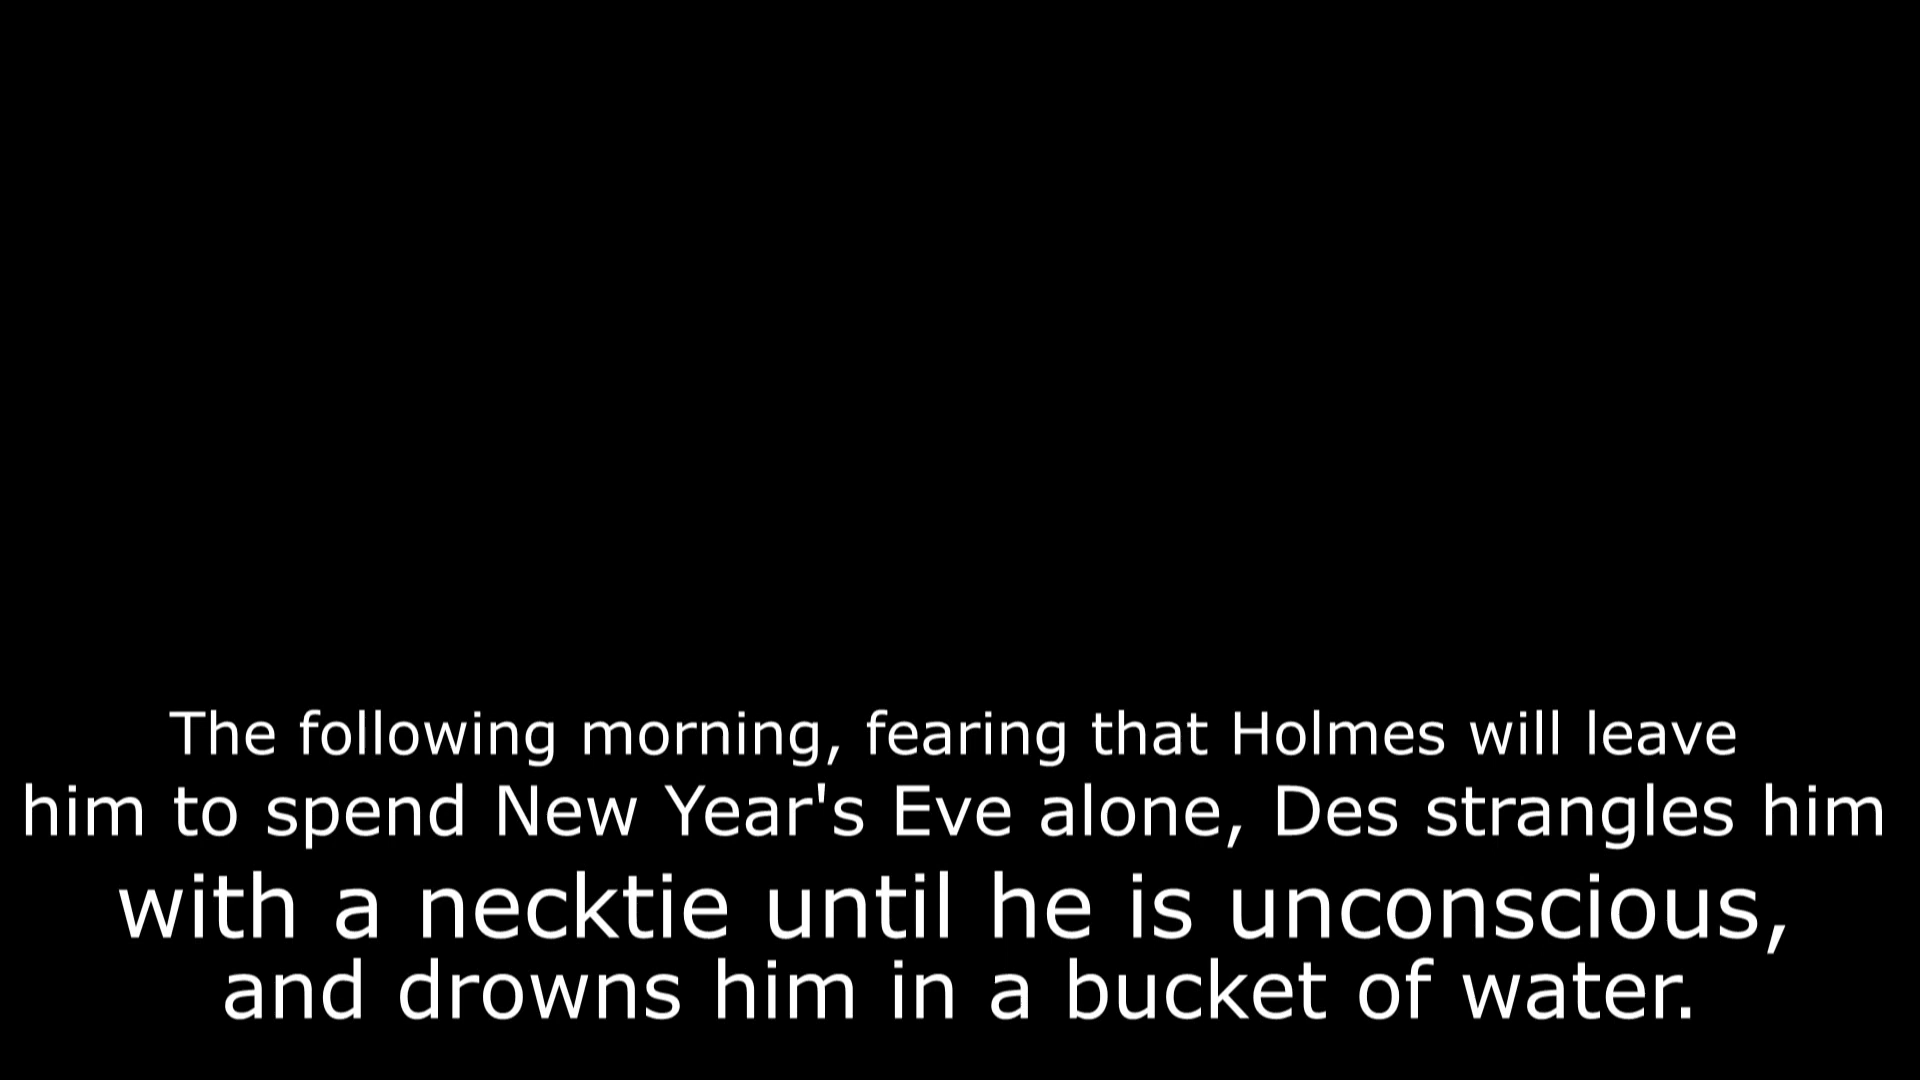 The following morning, fearing that Holmes will leave
him to spend New Year's Eve alone, Des strangles him
with a necktie until he is unconscious,
and drowns him in a bucket of water.